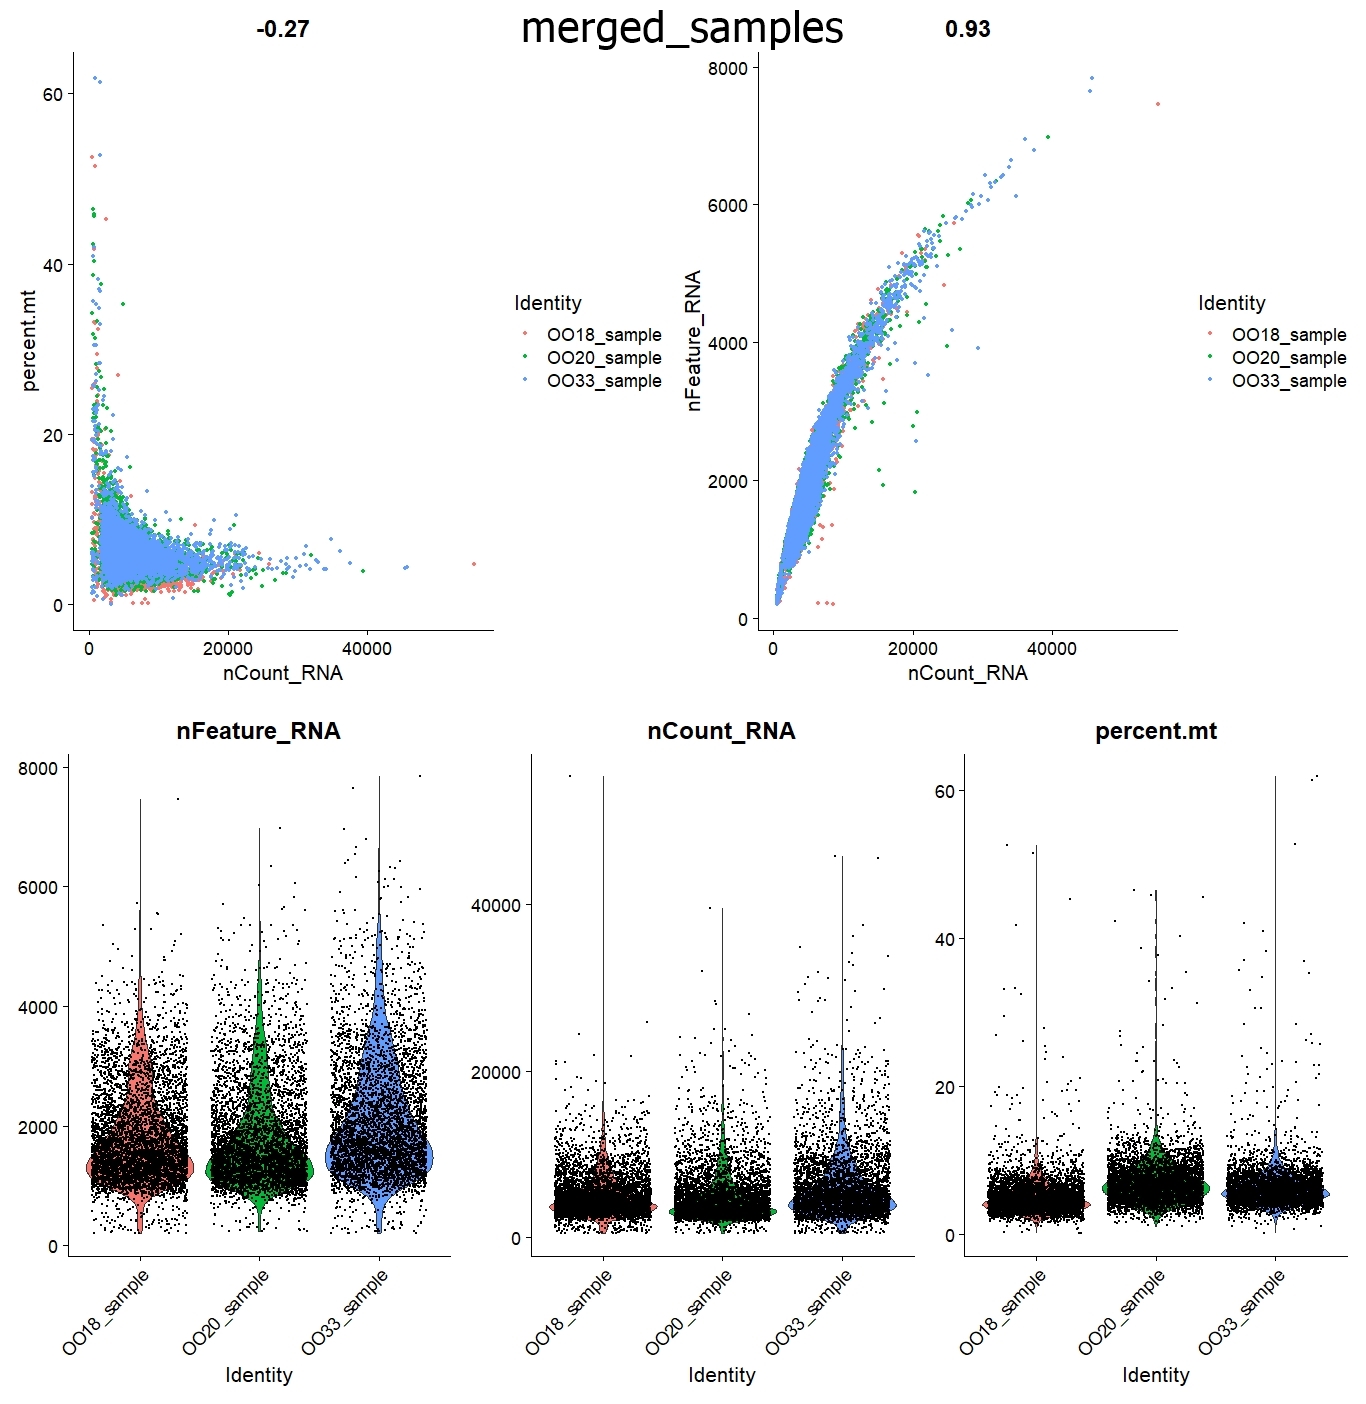 merged_samples
-0.27
60
40
20
0
percent.mt
0
20000
40000
nCount_RNA
Identity
OO18_sample
OO20_sample
OO33_sample
0.93
8000
6000
4000
2000
0
nFeature_RNA
0
20000
40000
nCount_RNA
Identity
OO18_sample
OO20_sample
OO33_sample
nFeature_RNA
8000
6000
4000
2000
0
OO18_sample
OO20_sample
OO33_sample
Identity
nCount_RNA
40000
20000
0
OO18_sample
OO20_sample
OO33_sample
Identity
percent.mt
60
40
20
0
OO18_sample
OO20_sample
OO33_sample
Identity